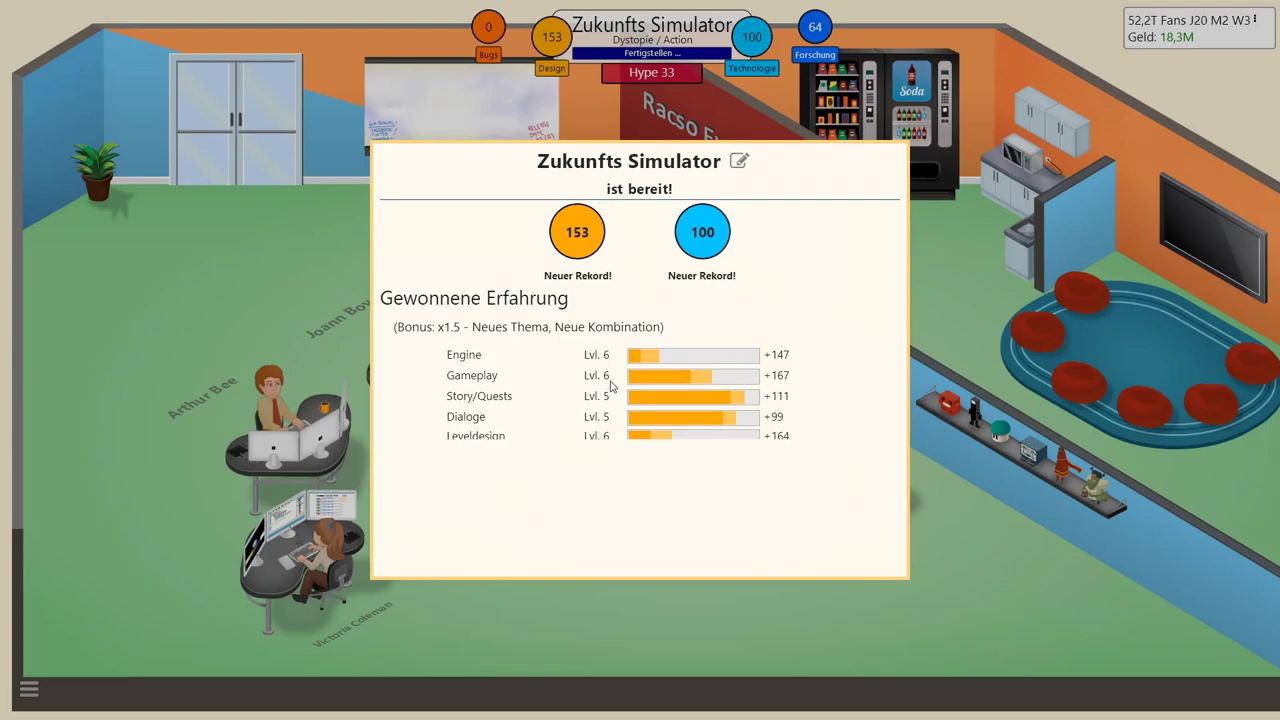 0
Bugs
153
Design
Zukunfts Simulator
Dystopie / Action
Fertigstellen ...
Hype 33
100
Technologie
64
Forschung
52,2T Fans J20 M2 W3
Geld: 18,3M
Soda
RELEASE
Racso
Zukunfts Simulator
ist bereit!
153
100
Neuer Rekord!
Neuer Rekord!
Gewonnene Erfahrung
(Bonus: x1.5 - Neues Thema, Neue Kombination)
Engine Lvl. 6 +147
Gameplay Lvl. 6 +167
Story/Quests Lvl. 5 +111
Dialoge Lvl. 5 +99
Leveldesign Lvl. 6 +164
Joann
Arthur Bee
Victoria Coleman